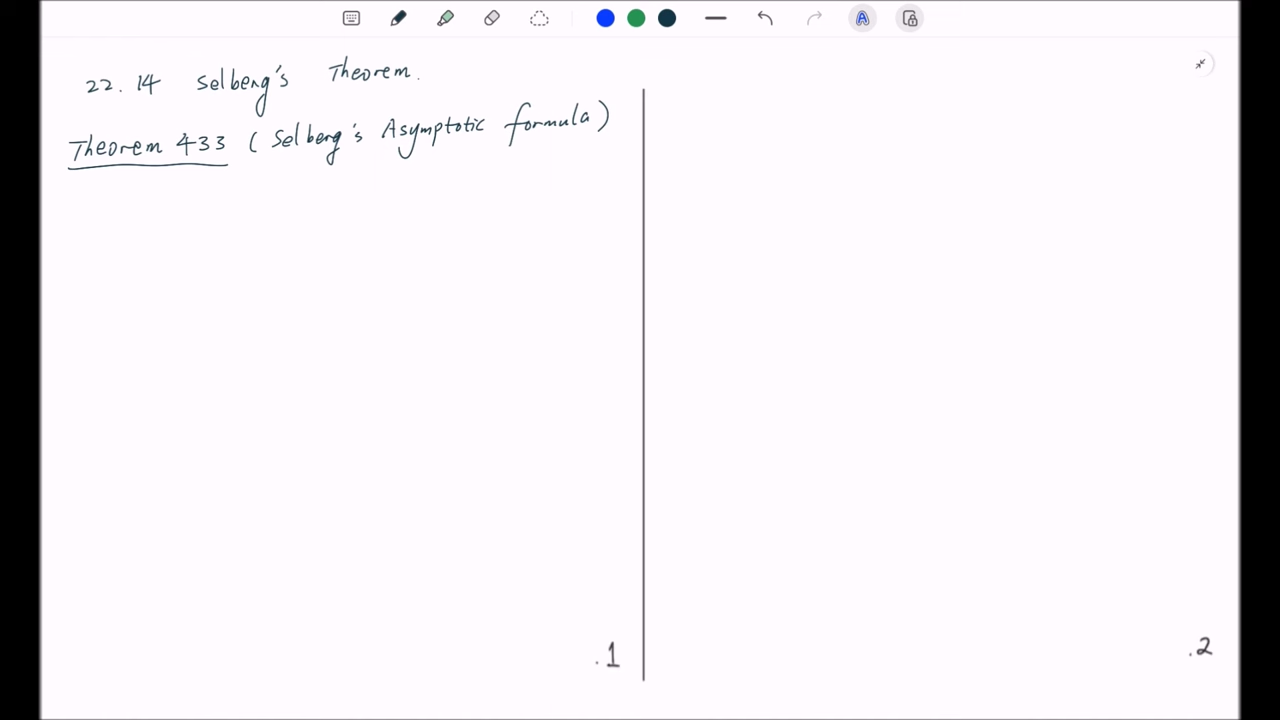 22.14 Selberg's Theorem.
Theorem 433 (Selberg's Asymptotic formula)
.1
.2